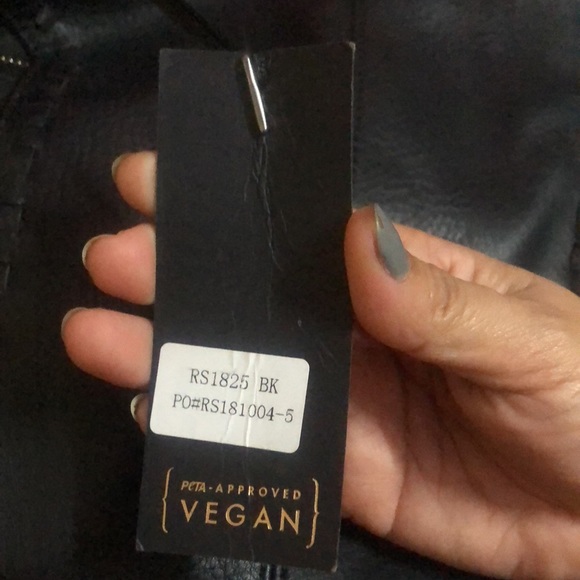 RS1825 BK
PO#RS181004-5
PETA-APPROVED
VEGAN